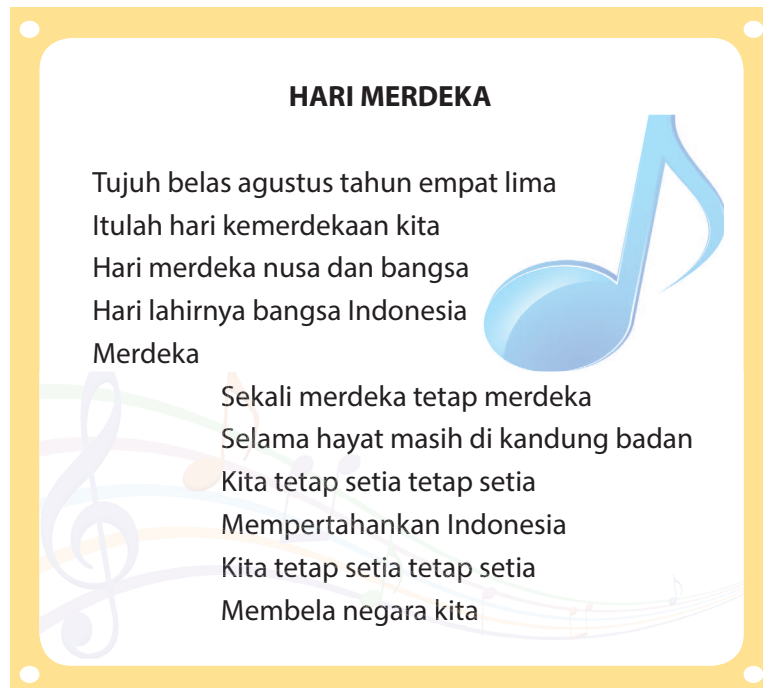 HARI MERDEKA
Tujuh belas agustus tahun empat lima
Itulah hari kemerdekaan kita
Hari merdeka nusa dan bangsa
Hari lahirnya bangsa Indonesia
Merdeka
Sekali merdeka tetap merdeka
Selama hayat masih di kandung badan
Kita tetap setia tetap setia
Mempertahankan Indonesia
Kita tetap setia tetap setia
Membela negara kita